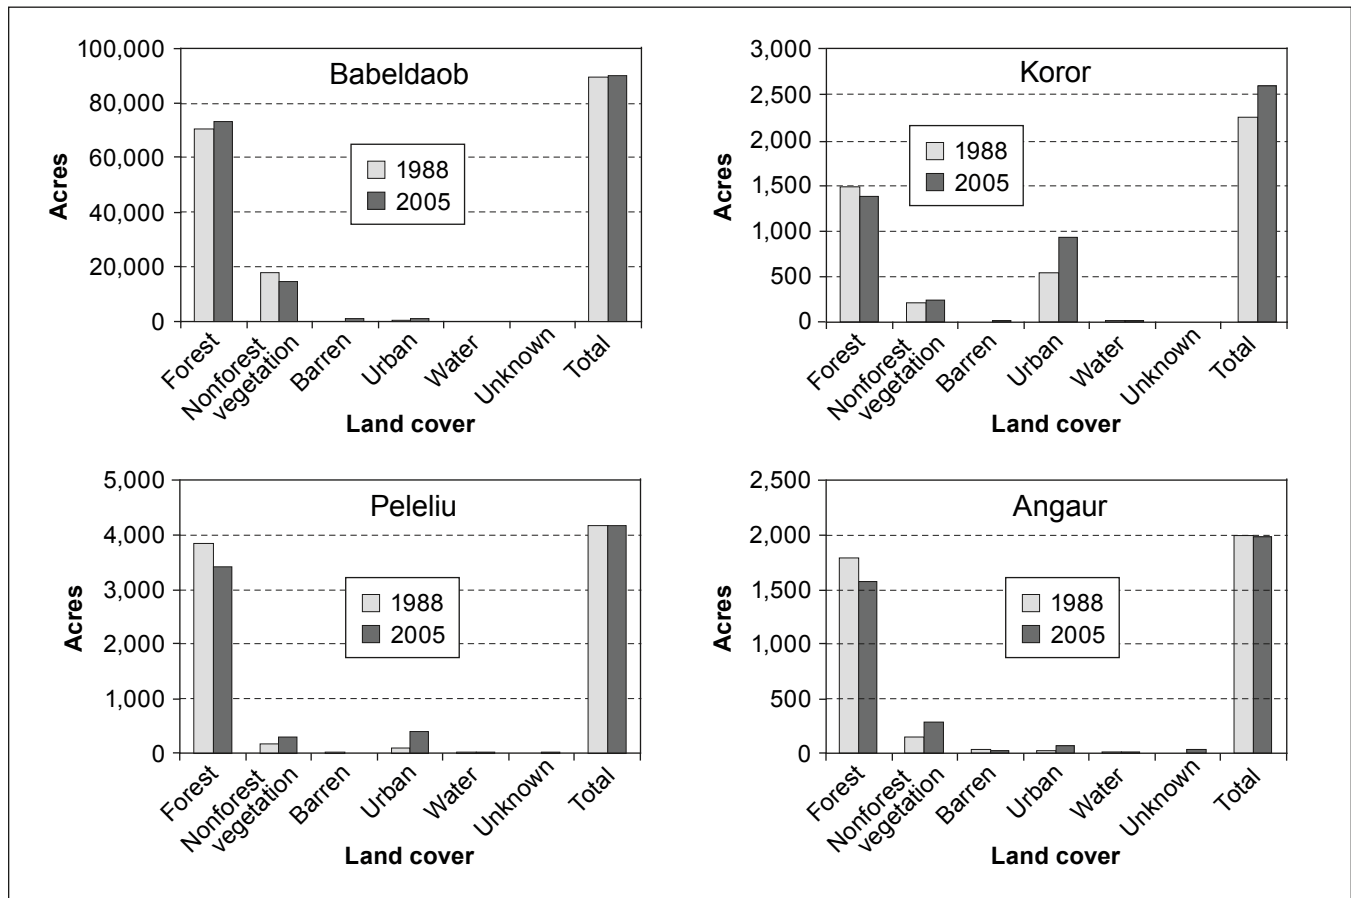 Babeldaob
100,000
80,000
60,000
40,000
20,000
0
Acres
1988
2005
Forest
Nonforest
vegetation
Barren
Urban
Water
Unknown
Total
Land cover
Koror
3,000
2,500
2,000
1,500
1,000
500
0
Acres
1988
2005
Forest
Nonforest
vegetation
Barren
Urban
Water
Unknown
Total
Land cover
Peleliu
5,000
4,000
3,000
2,000
1,000
0
Acres
1988
2005
Forest
Nonforest
vegetation
Barren
Urban
Water
Unknown
Total
Land cover
Angaur
2,500
2,000
1,500
1,000
500
0
Acres
1988
2005
Forest
Nonforest
vegetation
Barren
Urban
Water
Unknown
Total
Land cover